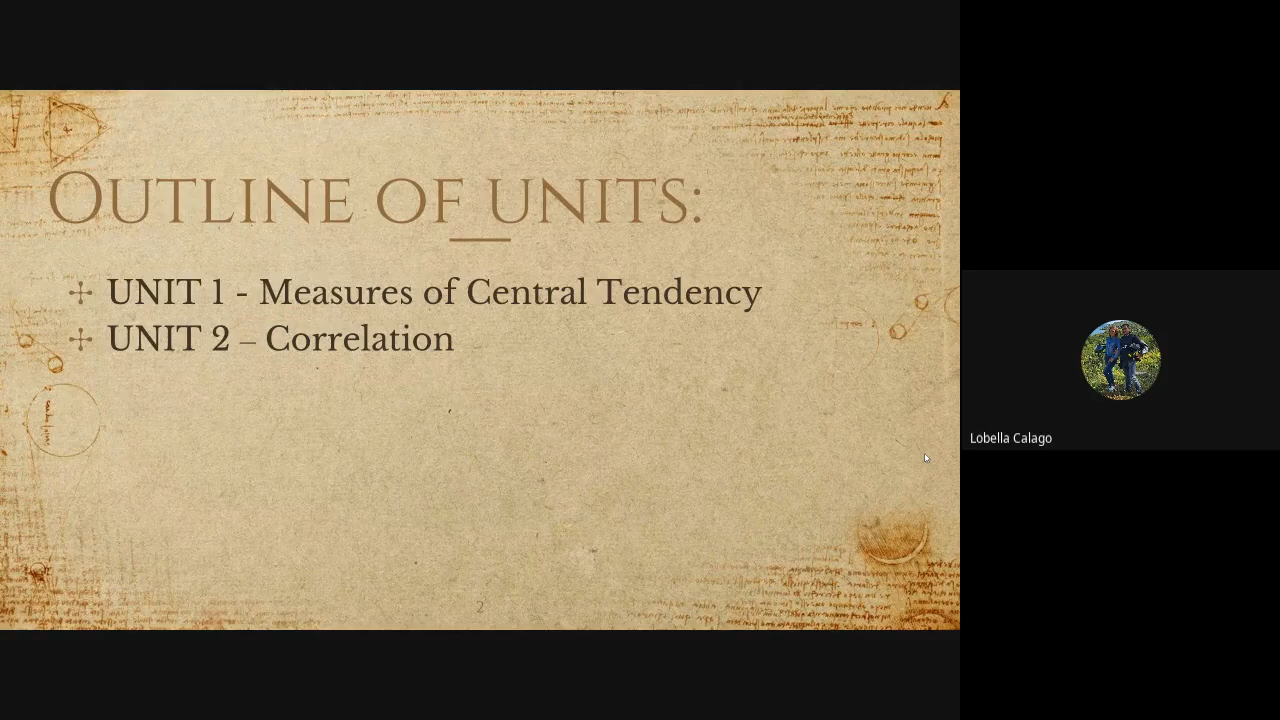 Outline of units:
UNIT 1 - Measures of Central Tendency
UNIT 2 – Correlation
2
Lobella Calago